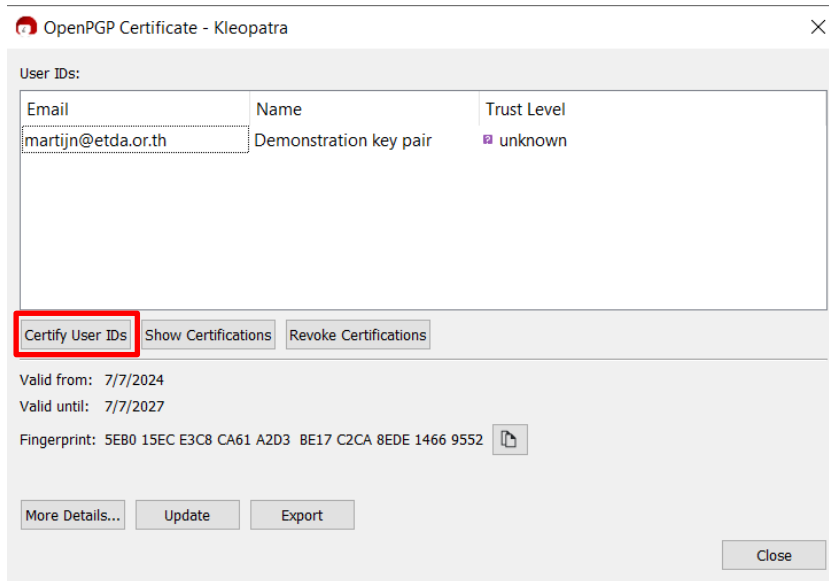 OpenPGP Certificate - Kleopatra
User IDs:
Email Name Trust Level
martijn@etda.or.th Demonstration key pair unknown
Certify User IDs Show Certifications Revoke Certifications
Valid from: 7/7/2024
Valid until: 7/7/2027
Fingerprint: 5EB0 15EC E3C8 CA61 A2D3 BE17 C2CA 8EDE 1466 9552
More Details... Update Export
Close